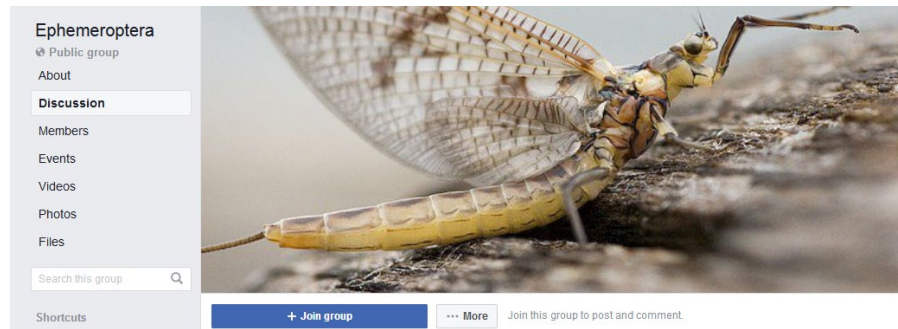 Ephemeroptera
Public group
About
Discussion
Members
Events
Videos
Photos
Files
Search this group
Shortcuts
+ Join group
··· More
Join this group to post and comment.